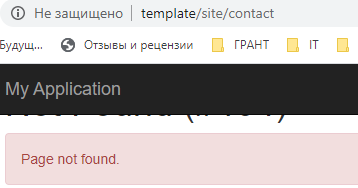 Не защищено template/site/contact
Будущ... Отзывы и рецензии ГРАНТ IT
My Application
Page not found.